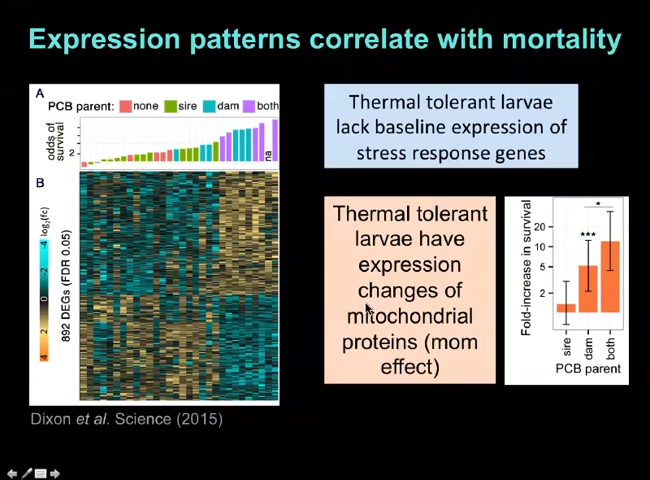 Expression patterns correlate with mortality
A
PCB parent: none sire dam both
odds of
survival
2
na
B
log₂(fc)
-4
-2
0
2
4
892 DEGs (FDR 0.05)
Thermal tolerant larvae
lack baseline expression of
stress response genes
Thermal tolerant
larvae have
expression
changes of
mitochondrial
proteins (mom
effect)
Fold-increase in survival
20
10
5
2
***
*
sire
dam
both
PCB parent
Dixon et al. Science (2015)